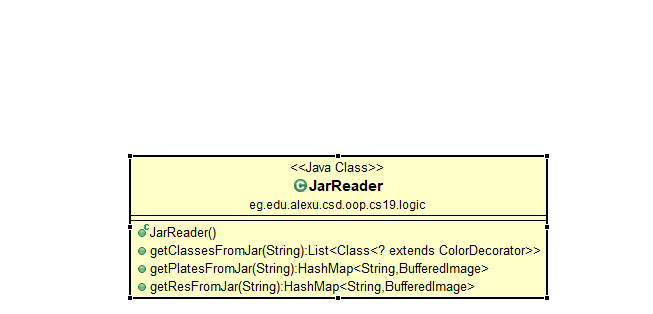 <<Java Class>>
JarReader
eg.edu.alexu.csd.oop.cs19.logic
JarReader()
getClassesFromJar(String):List<Class<? extends ColorDecorator>>
getPlatesFromJar(String):HashMap<String,BufferedImage>
getResFromJar(String):HashMap<String,BufferedImage>